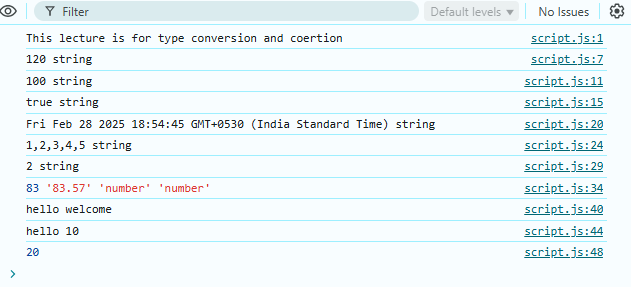 Filter Default levels ▾ No Issues
This lecture is for type conversion and coertion script.js:1
120 string script.js:7
100 string script.js:11
true string script.js:15
Fri Feb 28 2025 18:54:45 GMT+0530 (India Standard Time) string script.js:20
1,2,3,4,5 string script.js:24
2 string script.js:29
83 '83.57' 'number' 'number' script.js:34
hello welcome script.js:40
hello 10 script.js:44
20 script.js:48
>